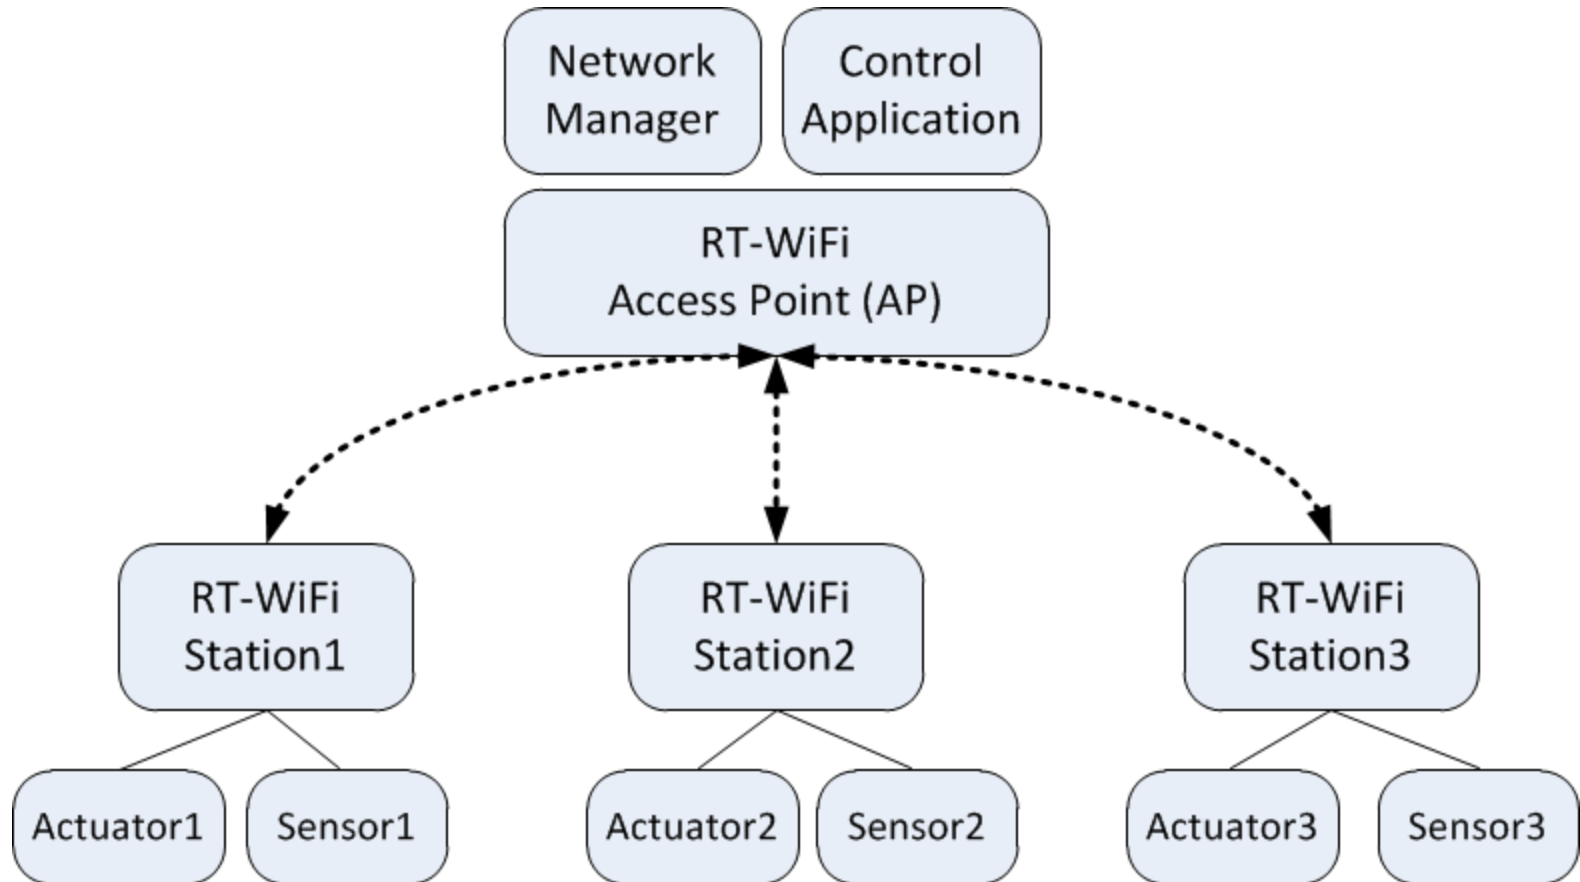 Network
Manager
Control
Application
RT-WiFi
Access Point (AP)
RT-WiFi
Station1
RT-WiFi
Station2
RT-WiFi
Station3
Actuator1
Sensor1
Actuator2
Sensor2
Actuator3
Sensor3